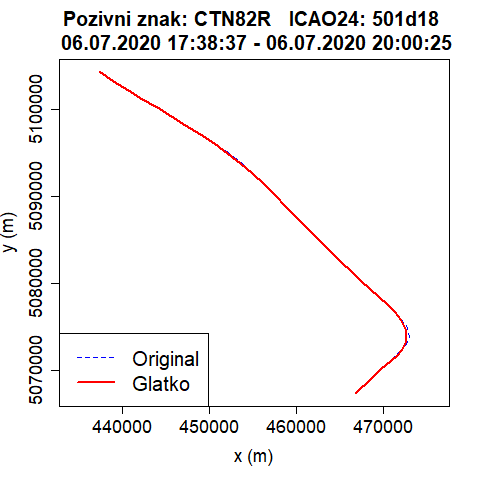 Pozivni znak: CTN82R   ICAO24: 501d18
06.07.2020 17:38:37 - 06.07.2020 20:00:25
y (m)
5100000
5090000
5080000
5070000
Original
Glatko
440000 450000 460000 470000
x (m)